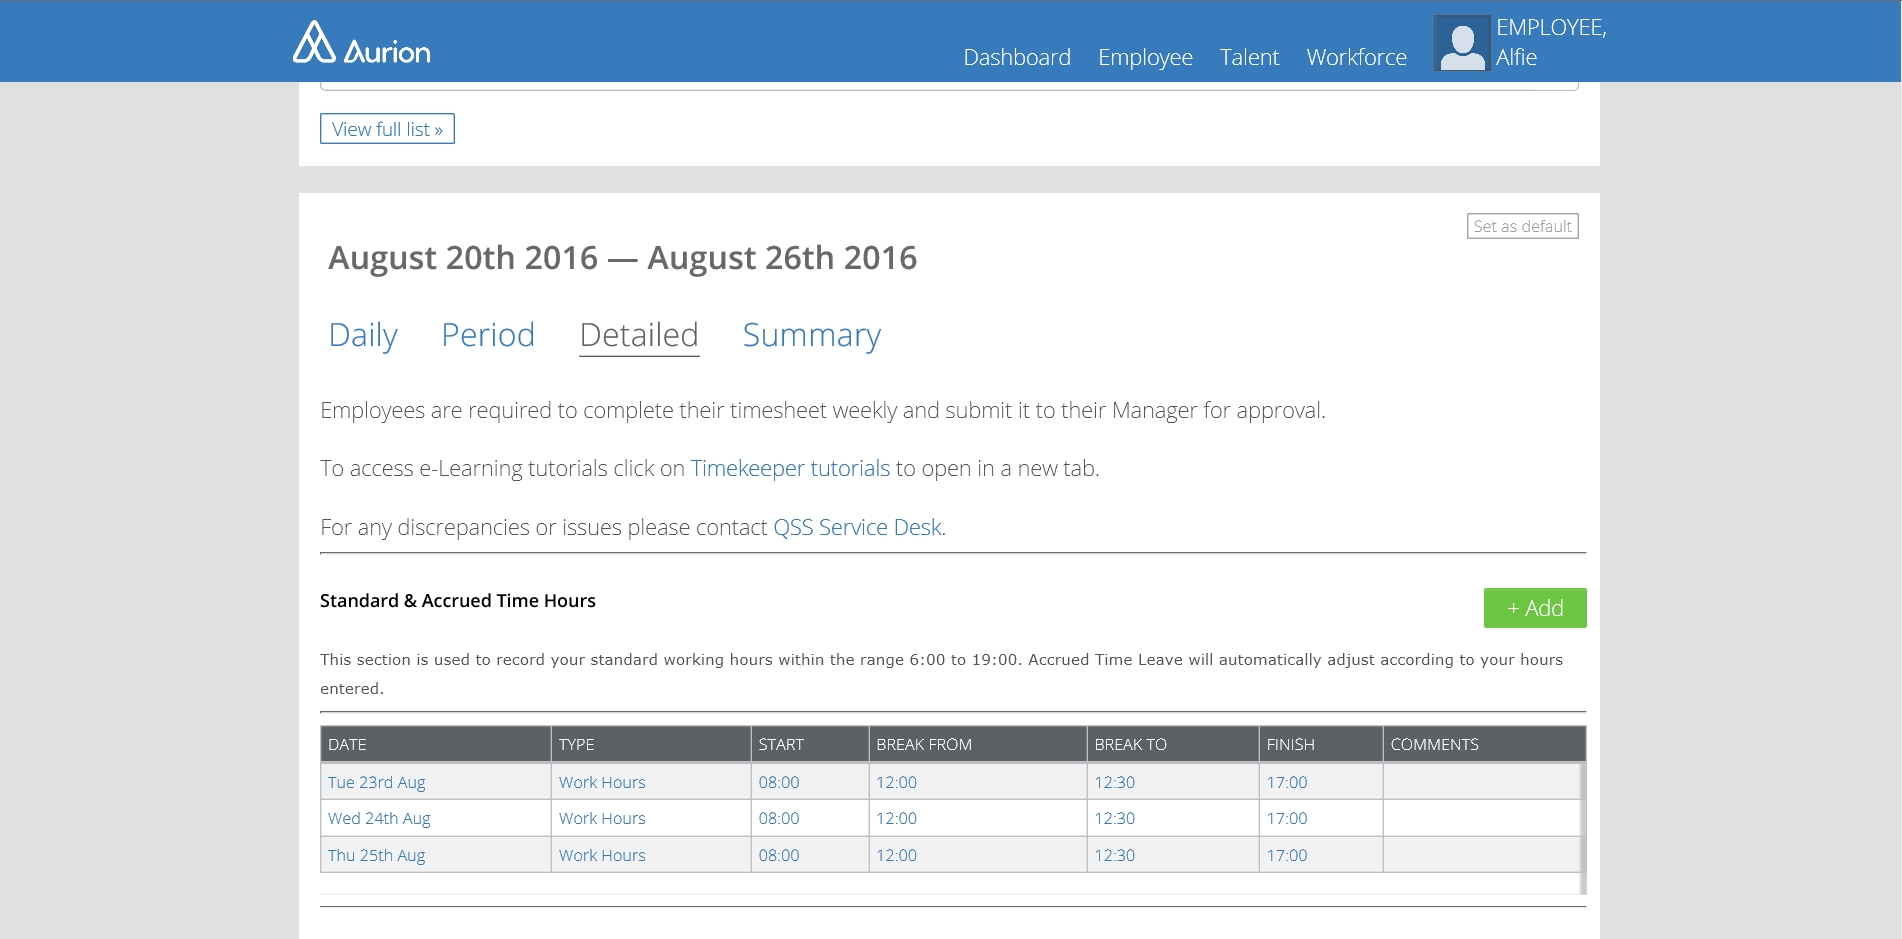 Aurion
Dashboard Employee Talent Workforce
EMPLOYEE,
Alfie
View full list »
Set as default
August 20th 2016 — August 26th 2016
Daily Period Detailed Summary
Employees are required to complete their timesheet weekly and submit it to their Manager for approval.
To access e-Learning tutorials click on Timekeeper tutorials to open in a new tab.
For any discrepancies or issues please contact QSS Service Desk.
Standard & Accrued Time Hours
+ Add
This section is used to record your standard working hours within the range 6:00 to 19:00. Accrued Time Leave will automatically adjust according to your hours
entered.
DATE TYPE START BREAK FROM BREAK TO FINISH COMMENTS
Tue 23rd Aug Work Hours 08:00 12:00 12:30 17:00
Wed 24th Aug Work Hours 08:00 12:00 12:30 17:00
Thu 25th Aug Work Hours 08:00 12:00 12:30 17:00